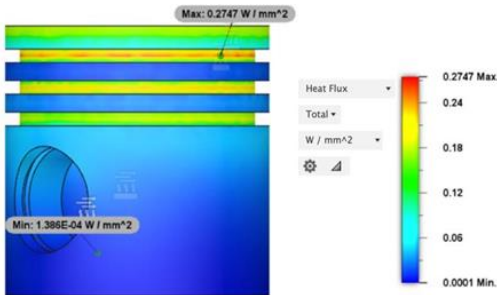 Max: 0.2747 W / mm^2
Min: 1.386E-04 W / mm^2
Heat Flux
Total
W / mm^2
0.2747 Max.
0.24
0.18
0.12
0.06
0.0001 Min.